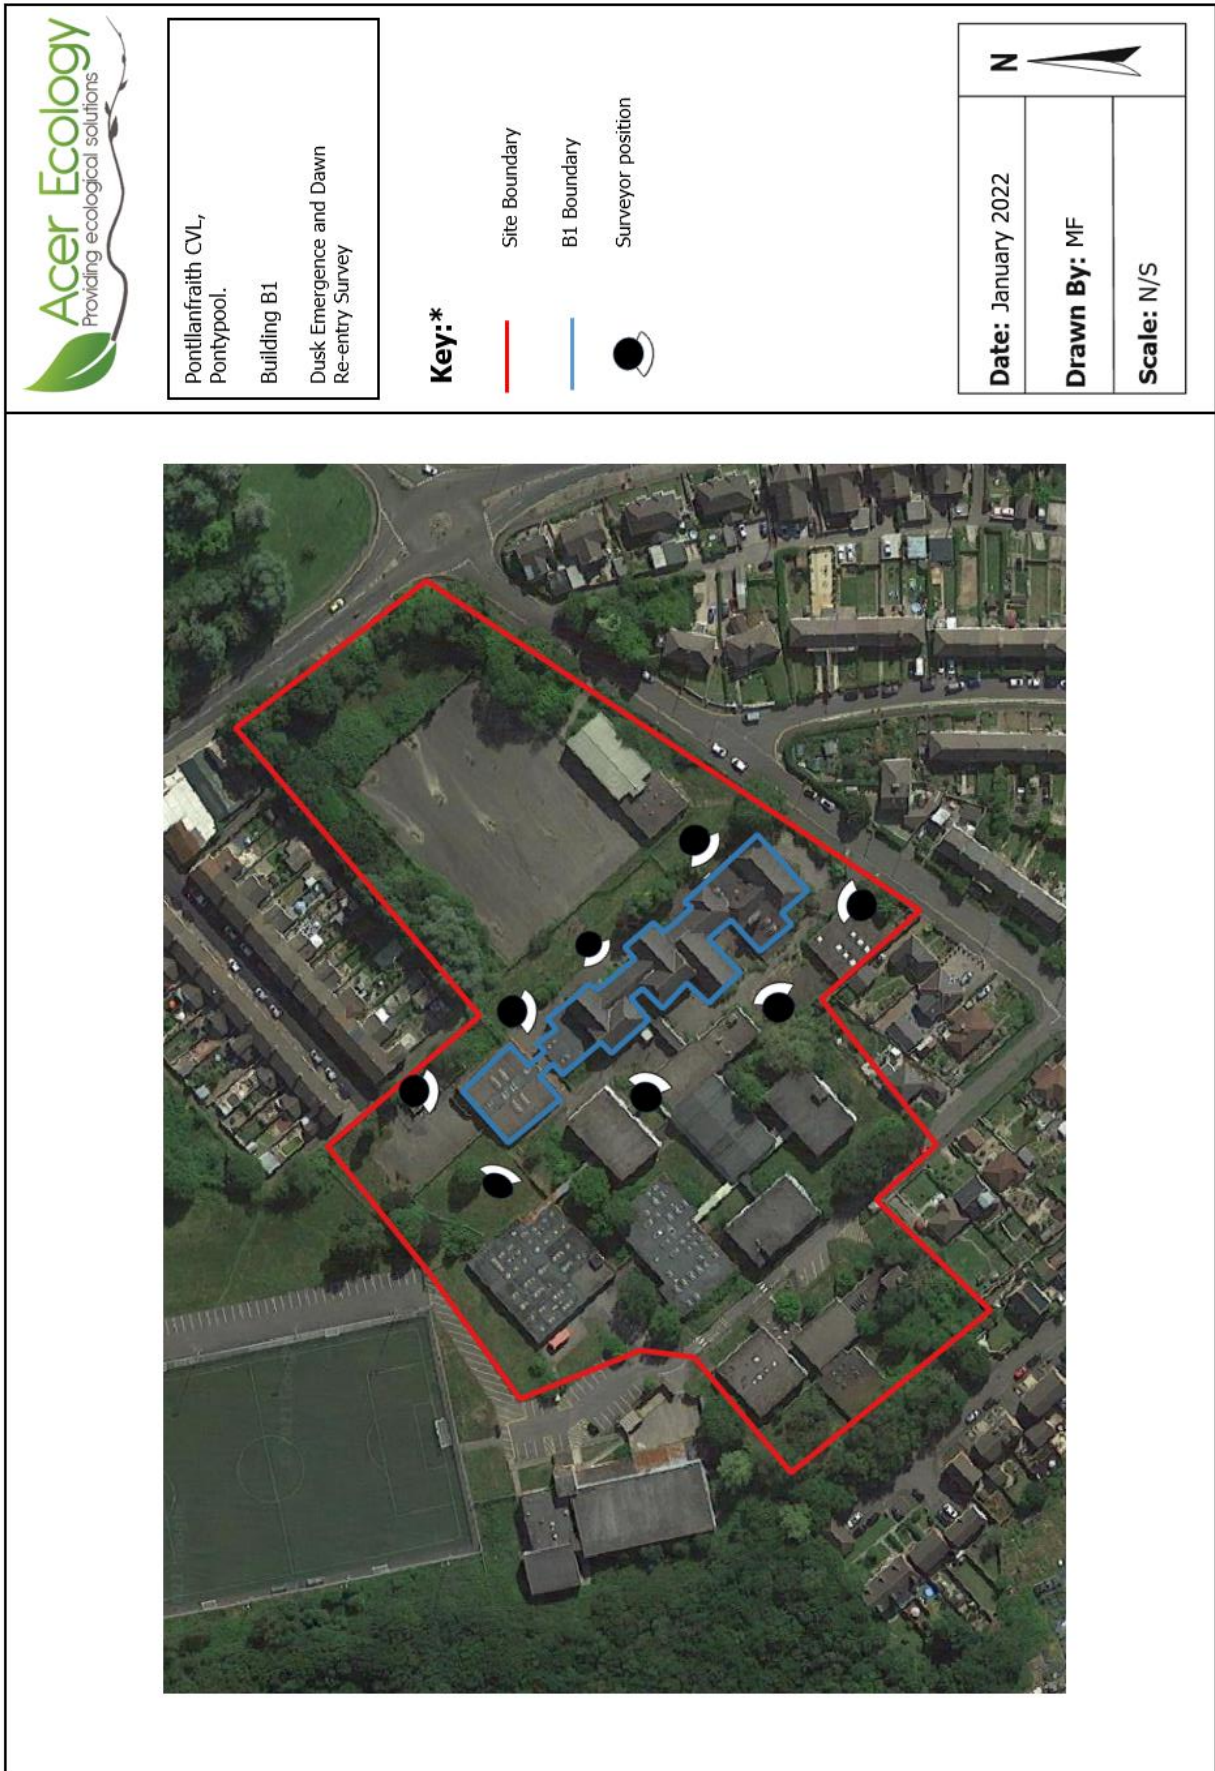 Acer Ecology
Providing ecological solutions
Pontllanfraith CVL,
Pontypool.
Building B1
Dusk Emergence and Dawn
Re-entry Survey
Key:*
Site Boundary
B1 Boundary
Surveyor position
N
Date: January 2022
Drawn By: MF
Scale: N/S